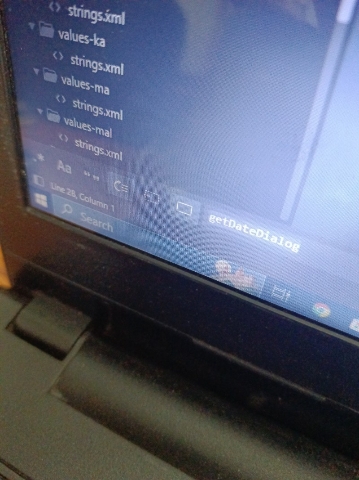 strings.xml
values-ka
strings.xml
values-ma
strings.xml
values-mal
strings.xml
.* Aa “”
getDateDialog
Line 28, Column 1
Search